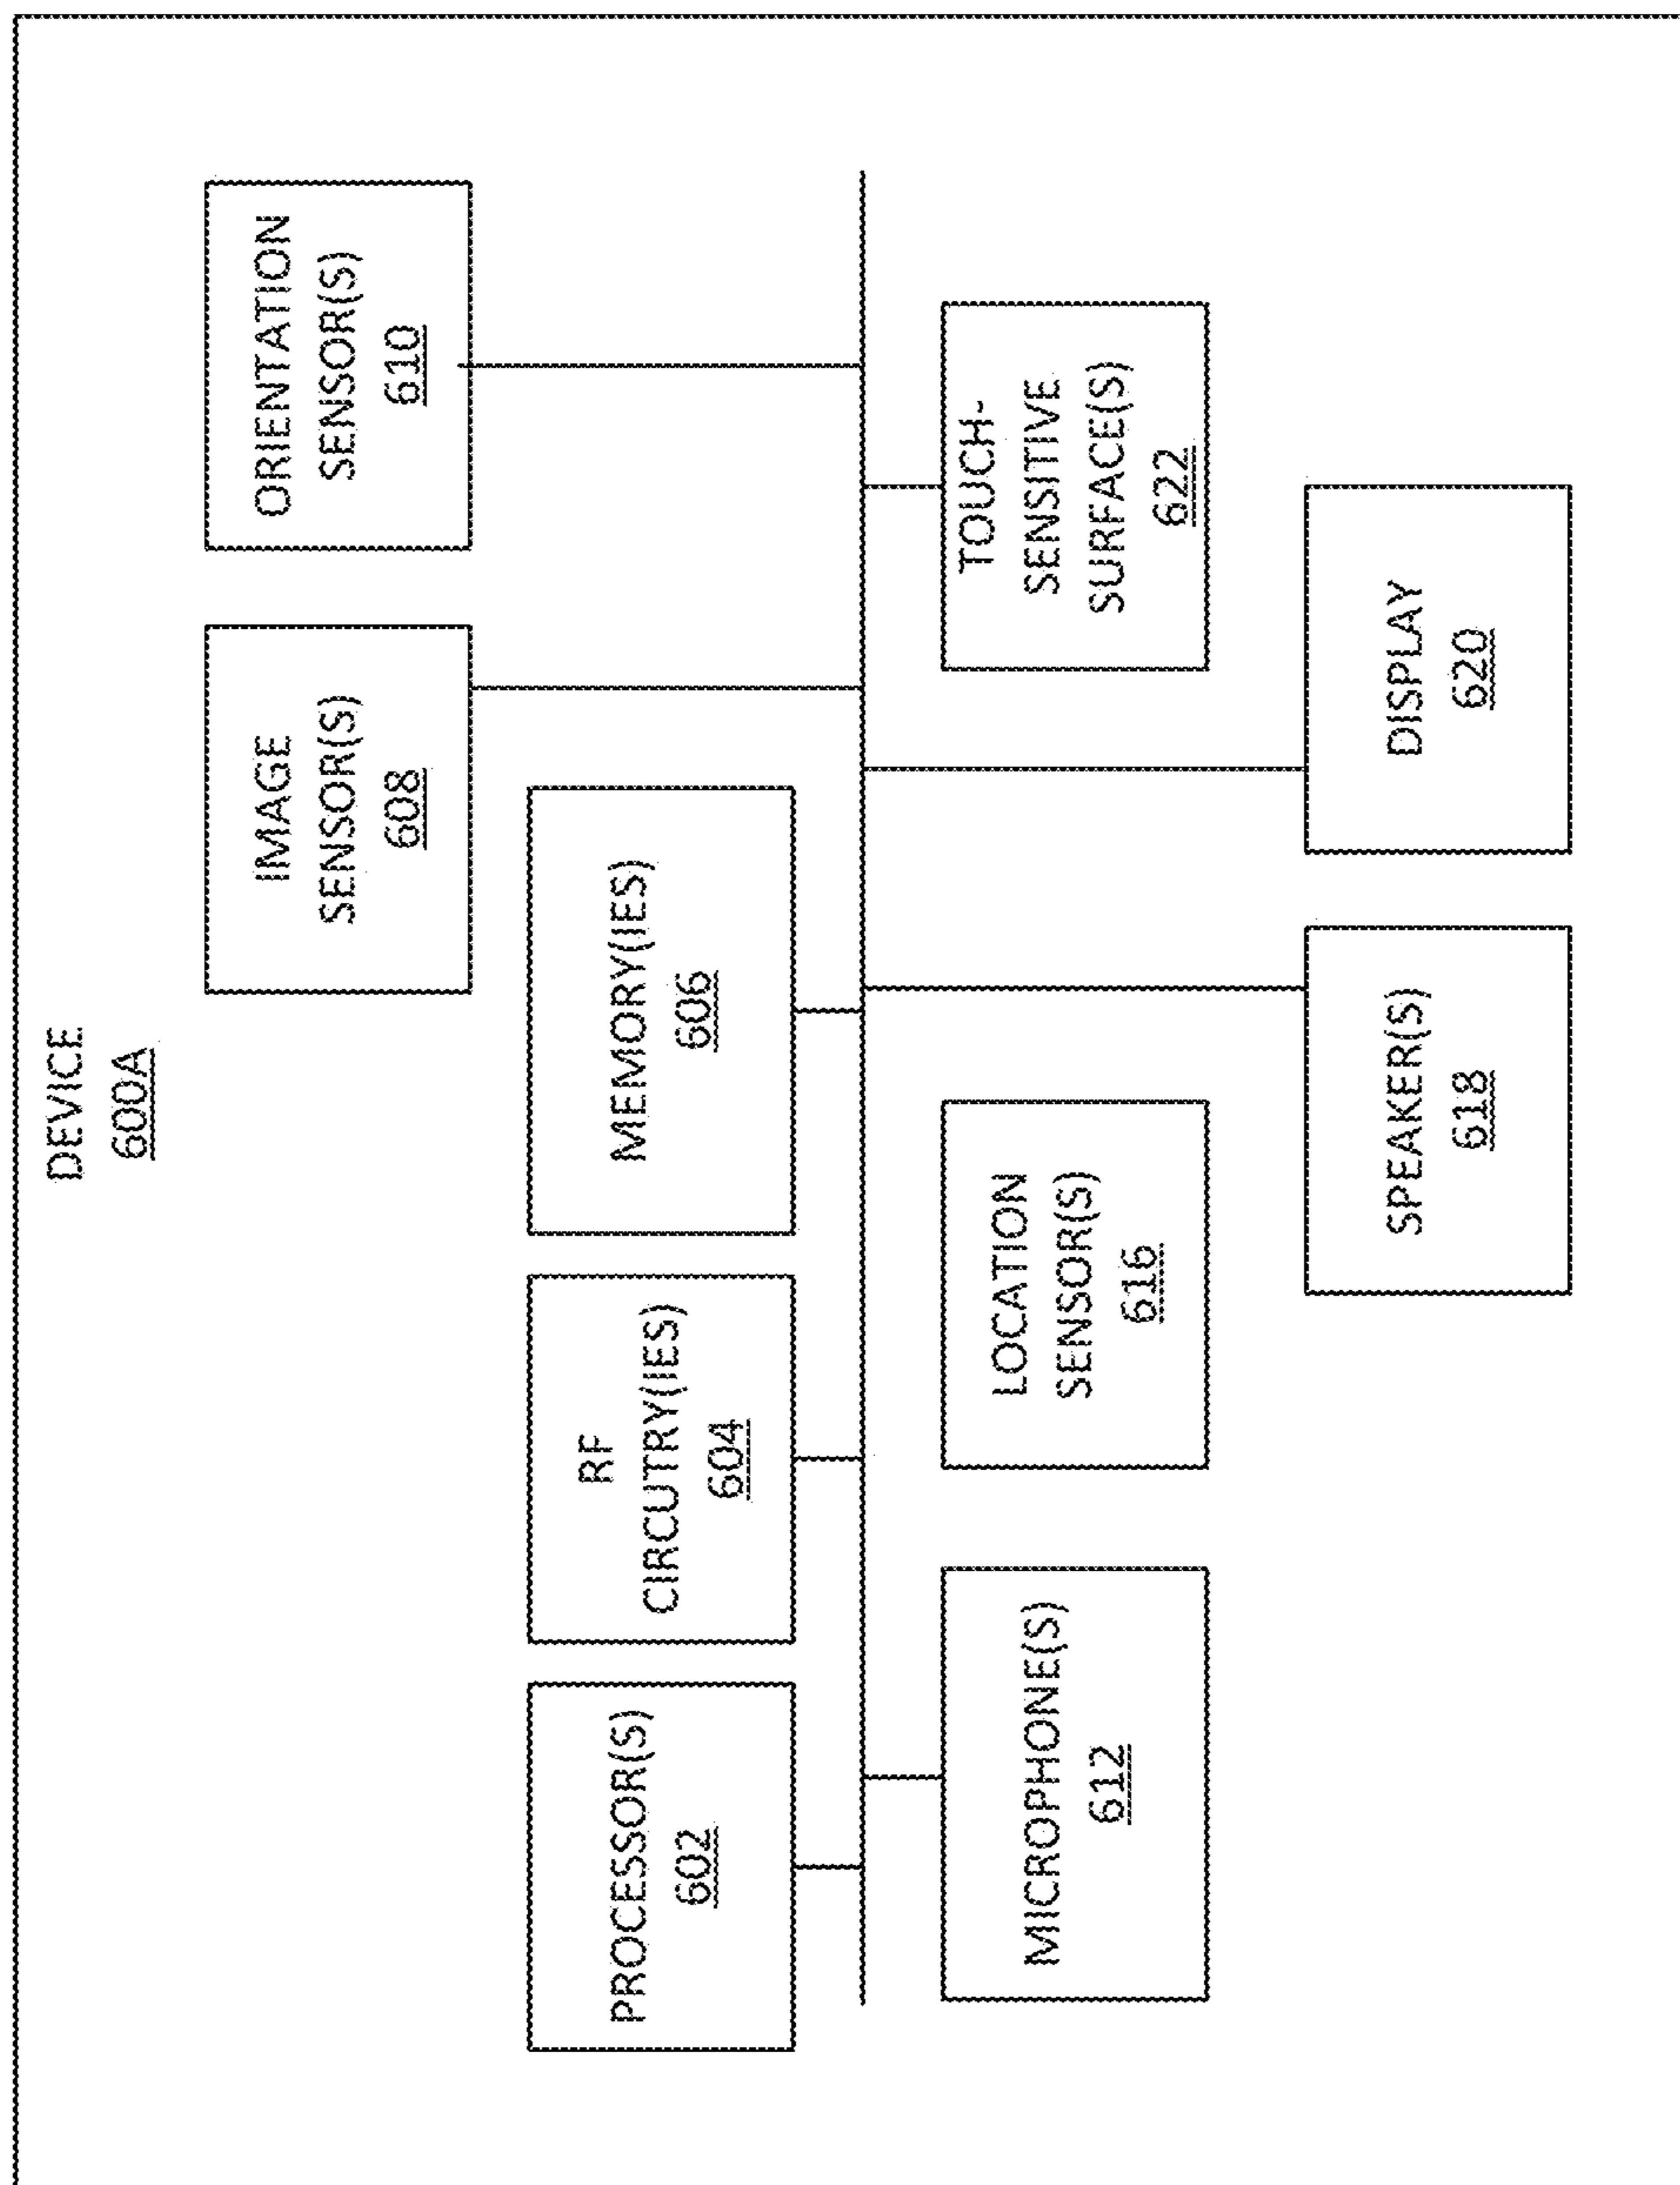 DEVICE
600A
IMAGE
SENSOR(S)
608
ORIENTATION
SENSOR(S)
610
PROCESSOR(S)
602
RF
CIRCUTRY(IES)
604
MEMORY(IES)
606
MICROPHONE(S)
612
LOCATION
SENSOR(S)
616
TOUCH-
SENSITIVE
SURFACE(S)
622
SPEAKER(S)
618
DISPLAY
620